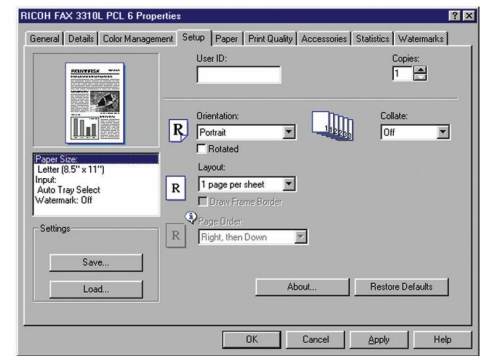 RICOH FAX 3310L PCL 6 Properties
General Details Color Management Setup Paper Print Quality Accessories Statistics Watermarks
User ID:
Copies:
1
Orientation:
Collate:
R
Portrait
112233
Off
Rotated
Paper Size:
Letter (8.5" x 11")
Input:
Auto Tray Select
Watermark: Off
Layout:
R
1 page per sheet
Draw Frame Border
Page Order:
R
Right, then Down
Settings
Save...
Load...
About...
Restore Defaults
OK
Cancel
Apply
Help